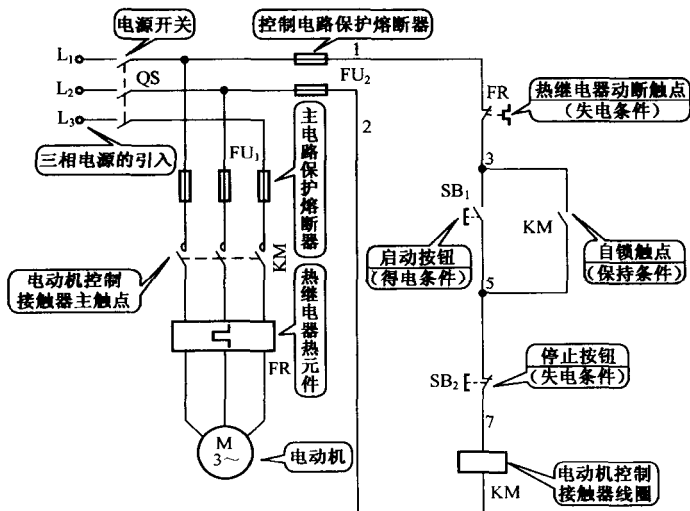 电源开关
控制电路保护熔断器
L₁
1
L₂
QS
FU₂
FR
热继电器动断触点
(失电条件)
L₃
2
三相电源的引入
FU₁
主电路保护熔断器
3
SB₁
KM
KM
启动按钮
(得电条件)
自锁触点
(保持条件)
电动机控制
接触器主触点
热继电器热元件
5
FR
停止按钮
(失电条件)
SB₂
7
M
3～
电动机
KM
电动机控制
接触器线圈